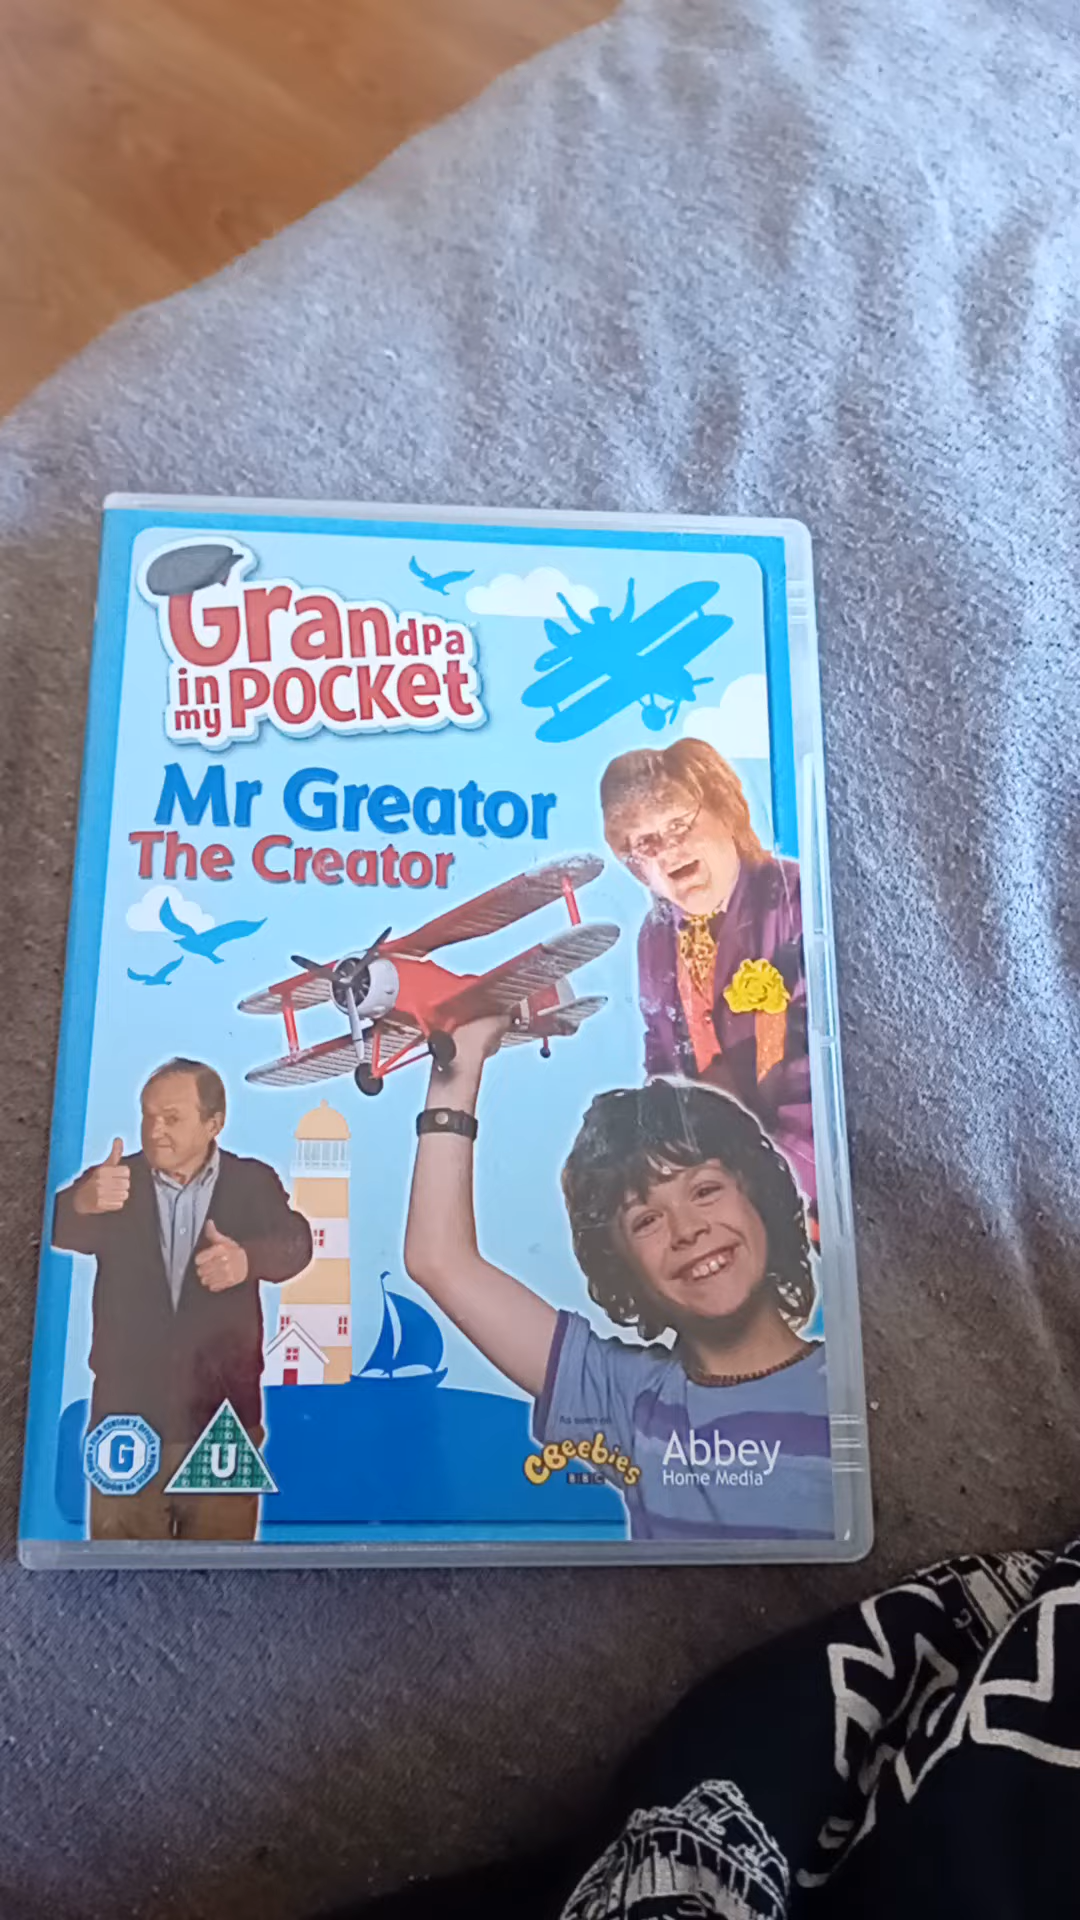 Grandpa
in
my Pocket
Mr Greator
The Creator
G
U
As seen on
CBeebies
BBC
Abbey
Home Media